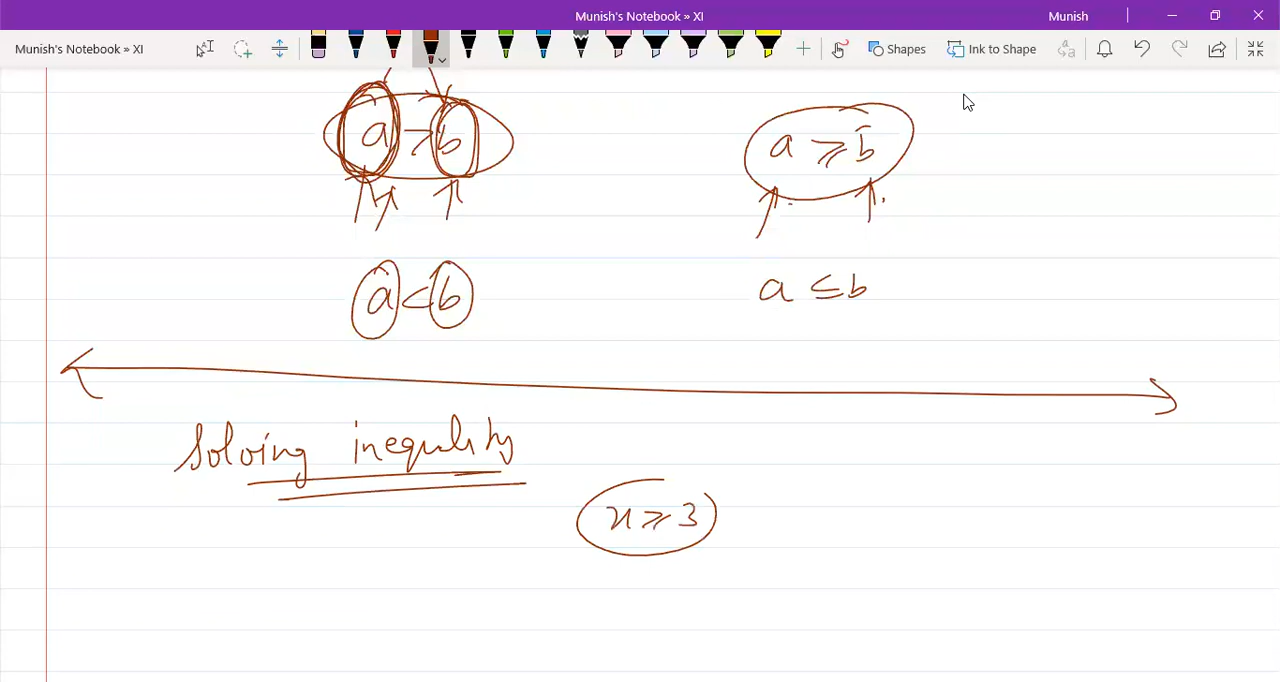 Munish's Notebook » XI
Munish
Munish's Notebook » XI
Shapes
Ink to Shape
a > b
a ⩾ b
a < b
a ≤ b
Solving inequality
x ⩾ 3